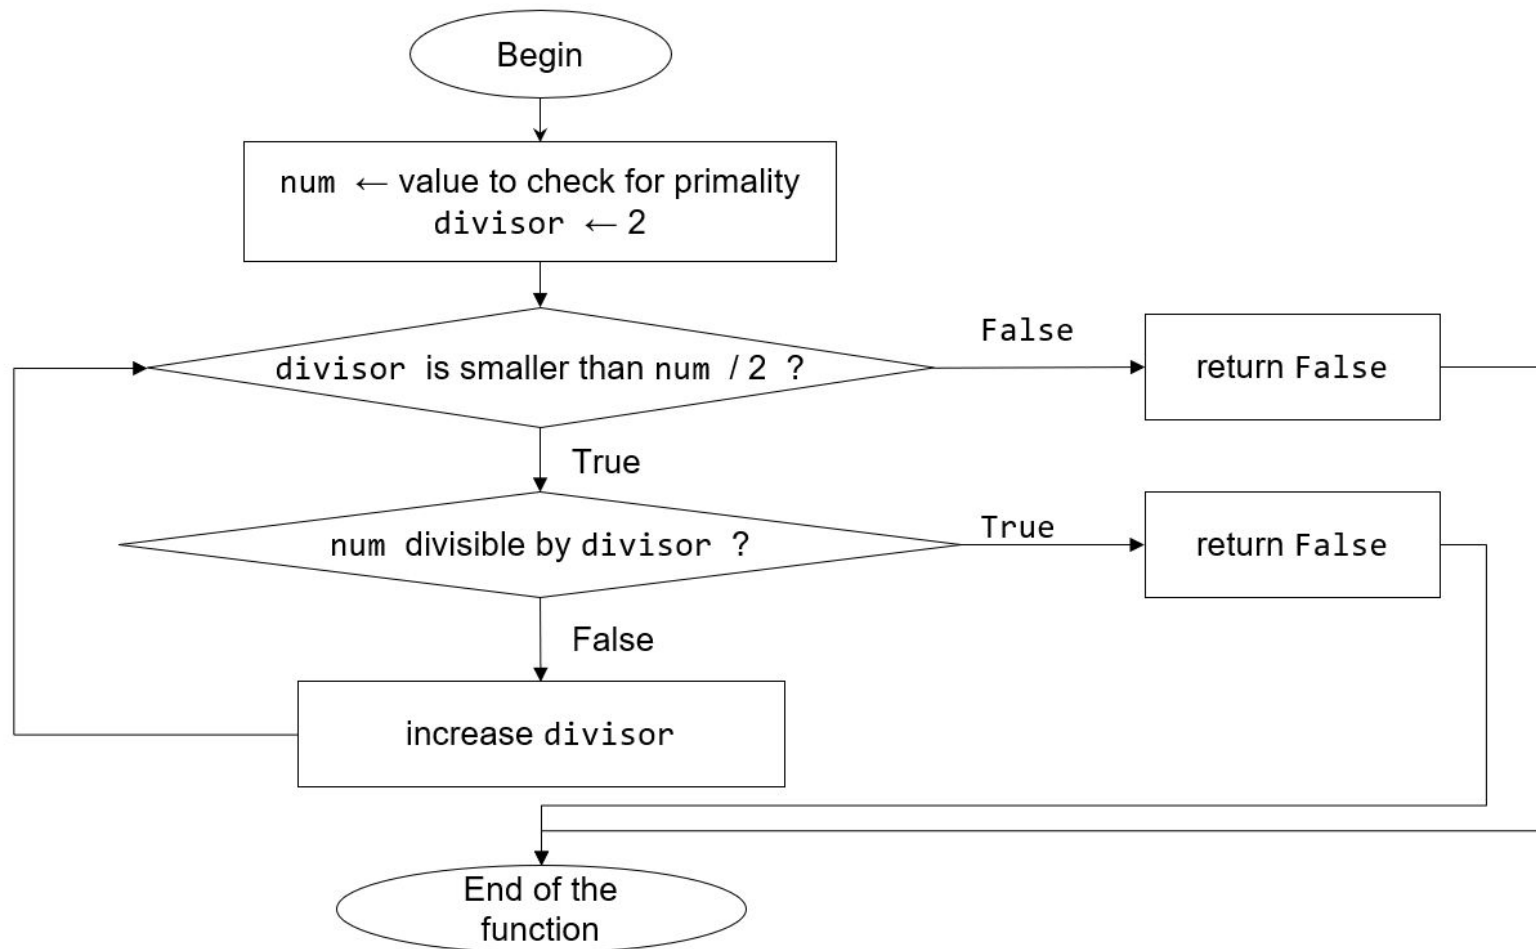 Begin
num ← value to check for primality
divisor ← 2
divisor is smaller than num / 2 ?
False
return False
True
num divisible by divisor ?
True
return False
False
increase divisor
End of the
function